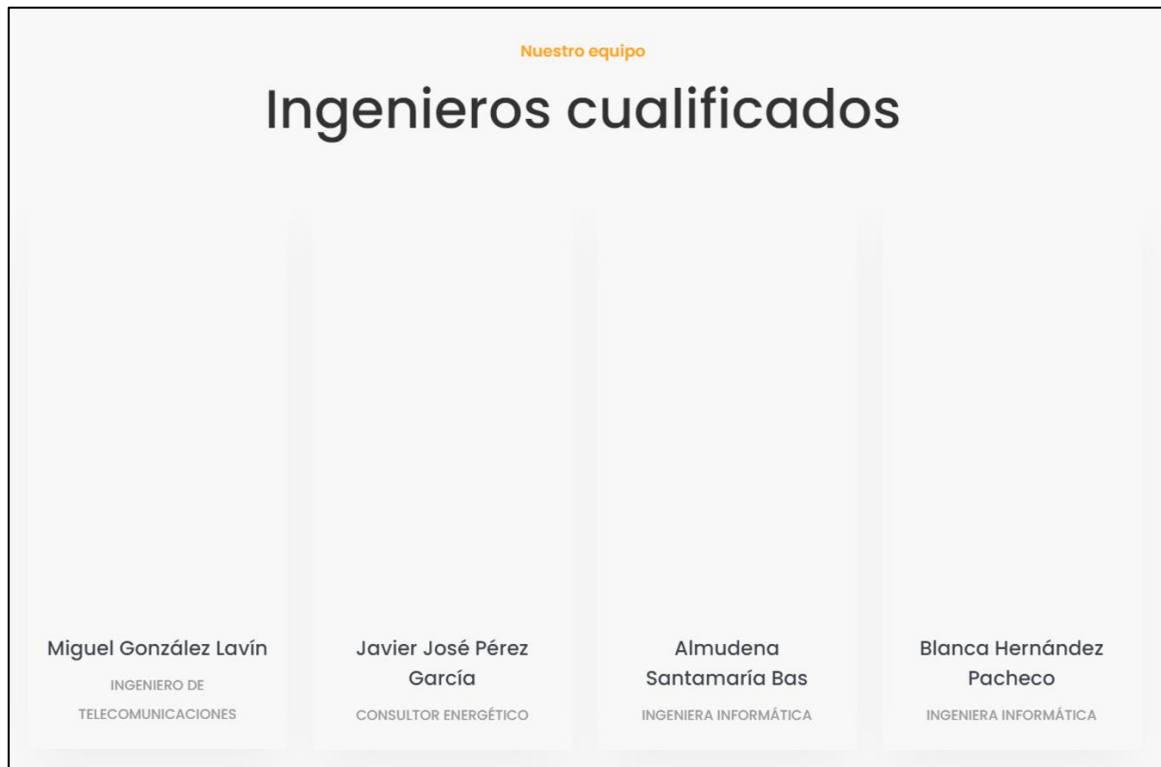 Nuestro equipo
Ingenieros cualificados
Miguel González Lavín
INGENIERO DE
TELECOMUNICACIONES
Javier José Pérez
García
CONSULTOR ENERGÉTICO
Almudena
Santamaría Bas
INGENIERA INFORMÁTICA
Blanca Hernández
Pacheco
INGENIERA INFORMÁTICA